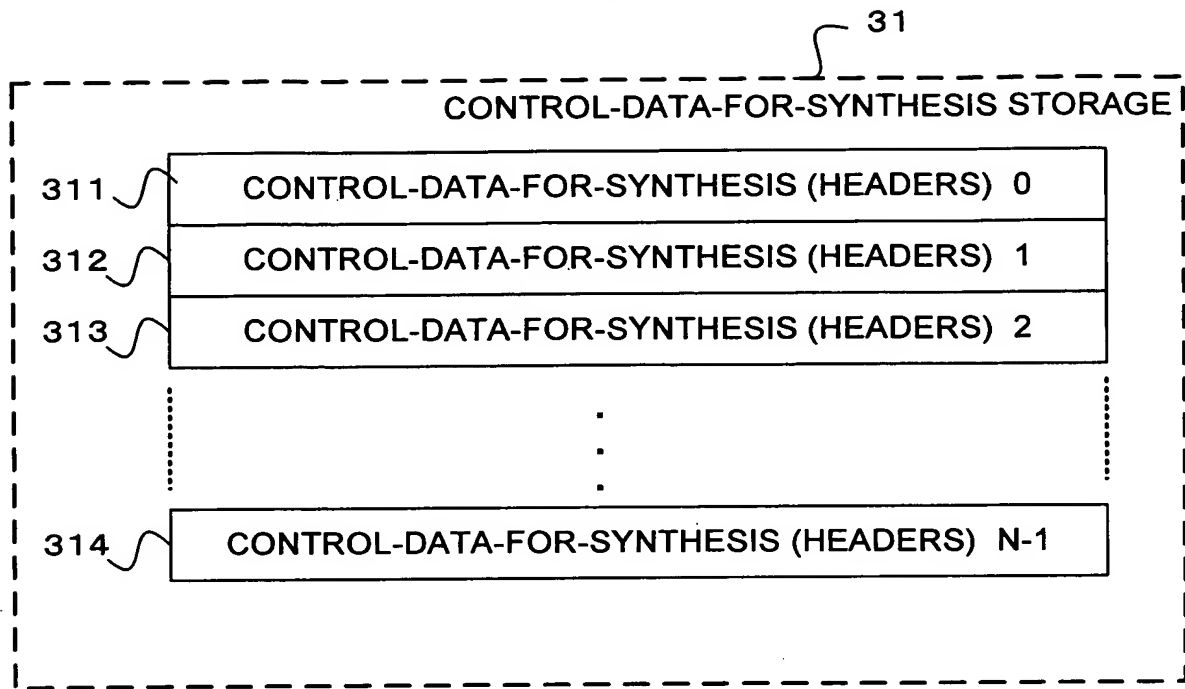 31
CONTROL-DATA-FOR-SYNTHESIS STORAGE
311 CONTROL-DATA-FOR-SYNTHESIS (HEADERS) 0
312 CONTROL-DATA-FOR-SYNTHESIS (HEADERS) 1
313 CONTROL-DATA-FOR-SYNTHESIS (HEADERS) 2
314 CONTROL-DATA-FOR-SYNTHESIS (HEADERS) N-1